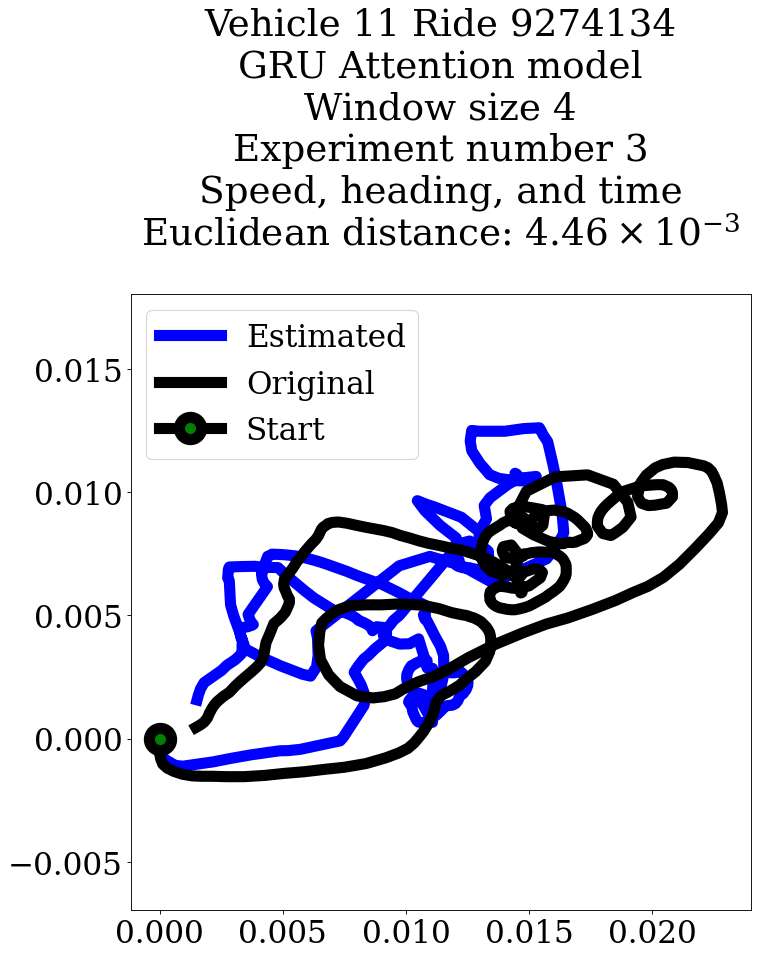 Vehicle 11 Ride 9274134
GRU Attention model
Window size 4
Experiment number 3
Speed, heading, and time
Euclidean distance: 4.46 × 10⁻³
Estimated
Original
Start
0.015
0.010
0.005
0.000
−0.005
0.000 0.005 0.010 0.015 0.020